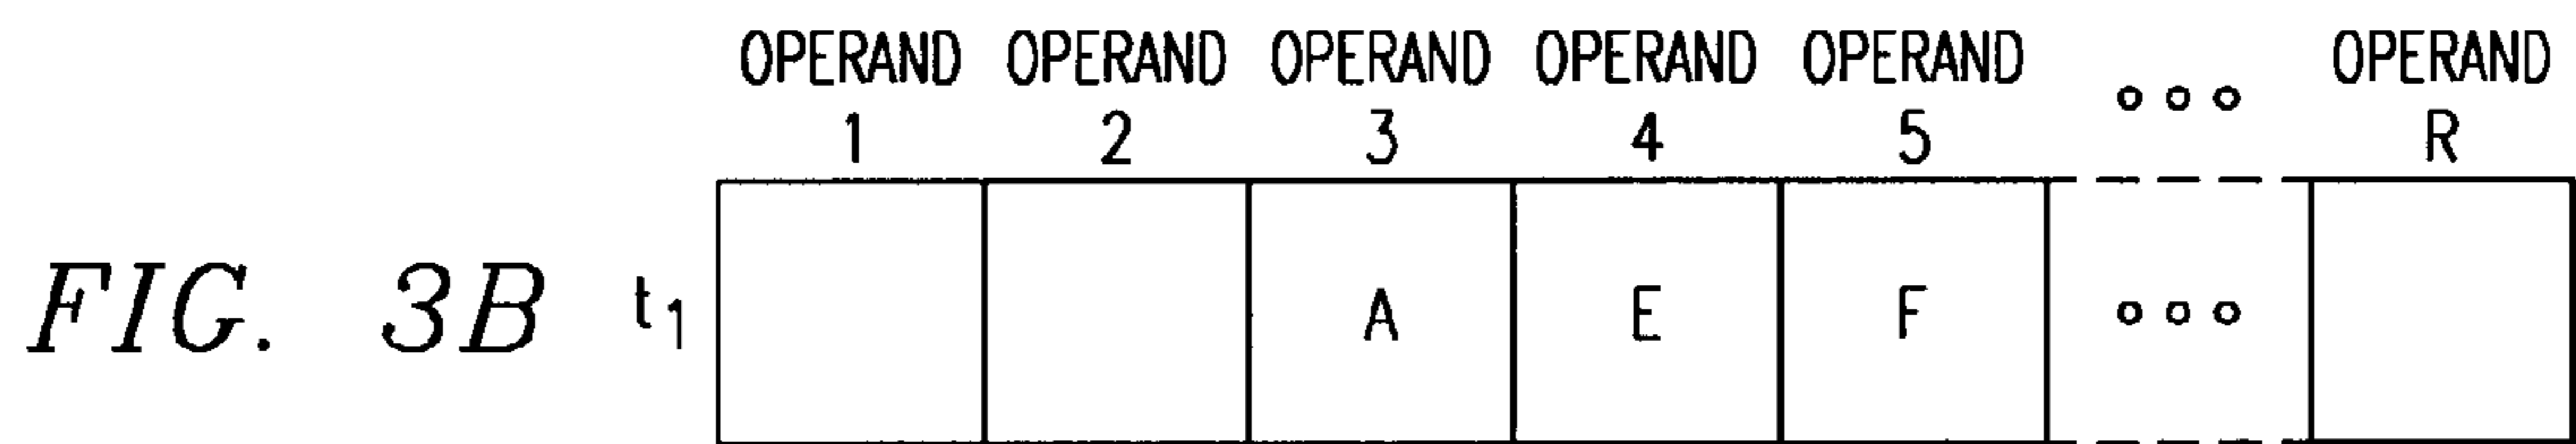 OPERAND OPERAND OPERAND OPERAND OPERAND ∘∘∘ OPERAND
1 2 3 4 5 R
FIG. 3B t1 A E F ∘∘∘